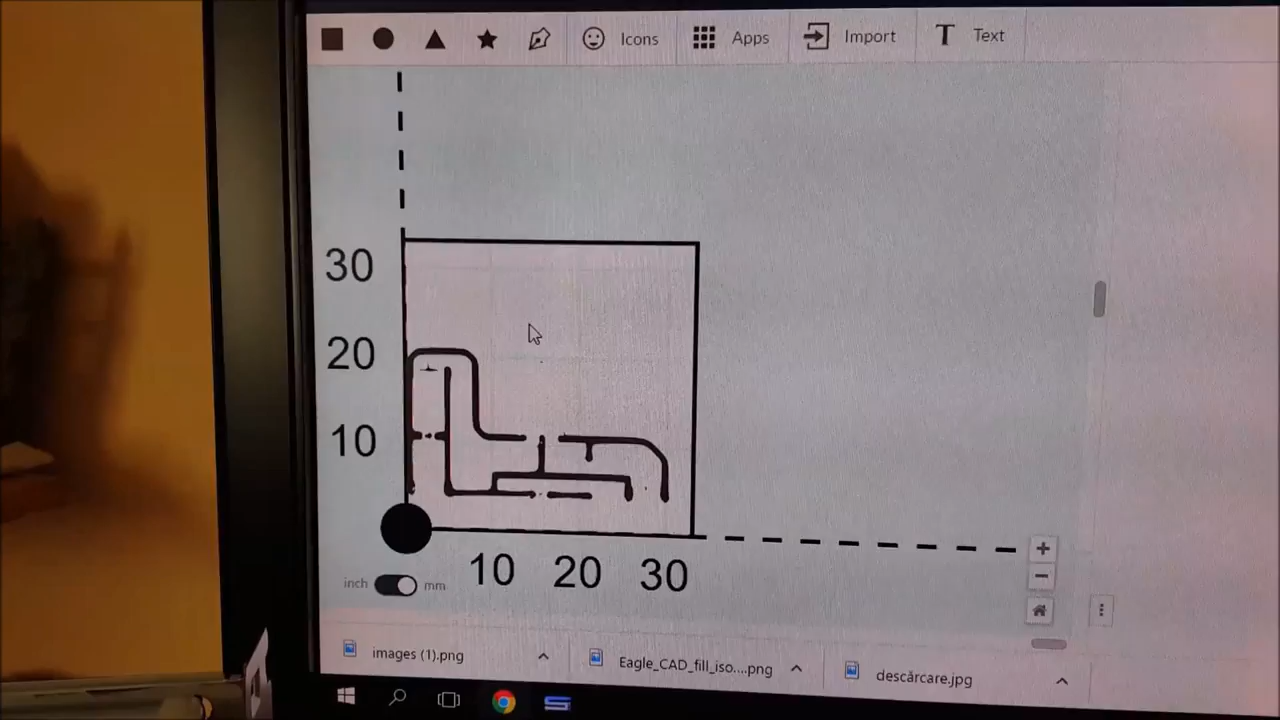 Icons Apps Import T Text
30
20
10
10 20 30
inch mm
images (1).png Eagle_CAD_fill_iso....png descărcare.jpg